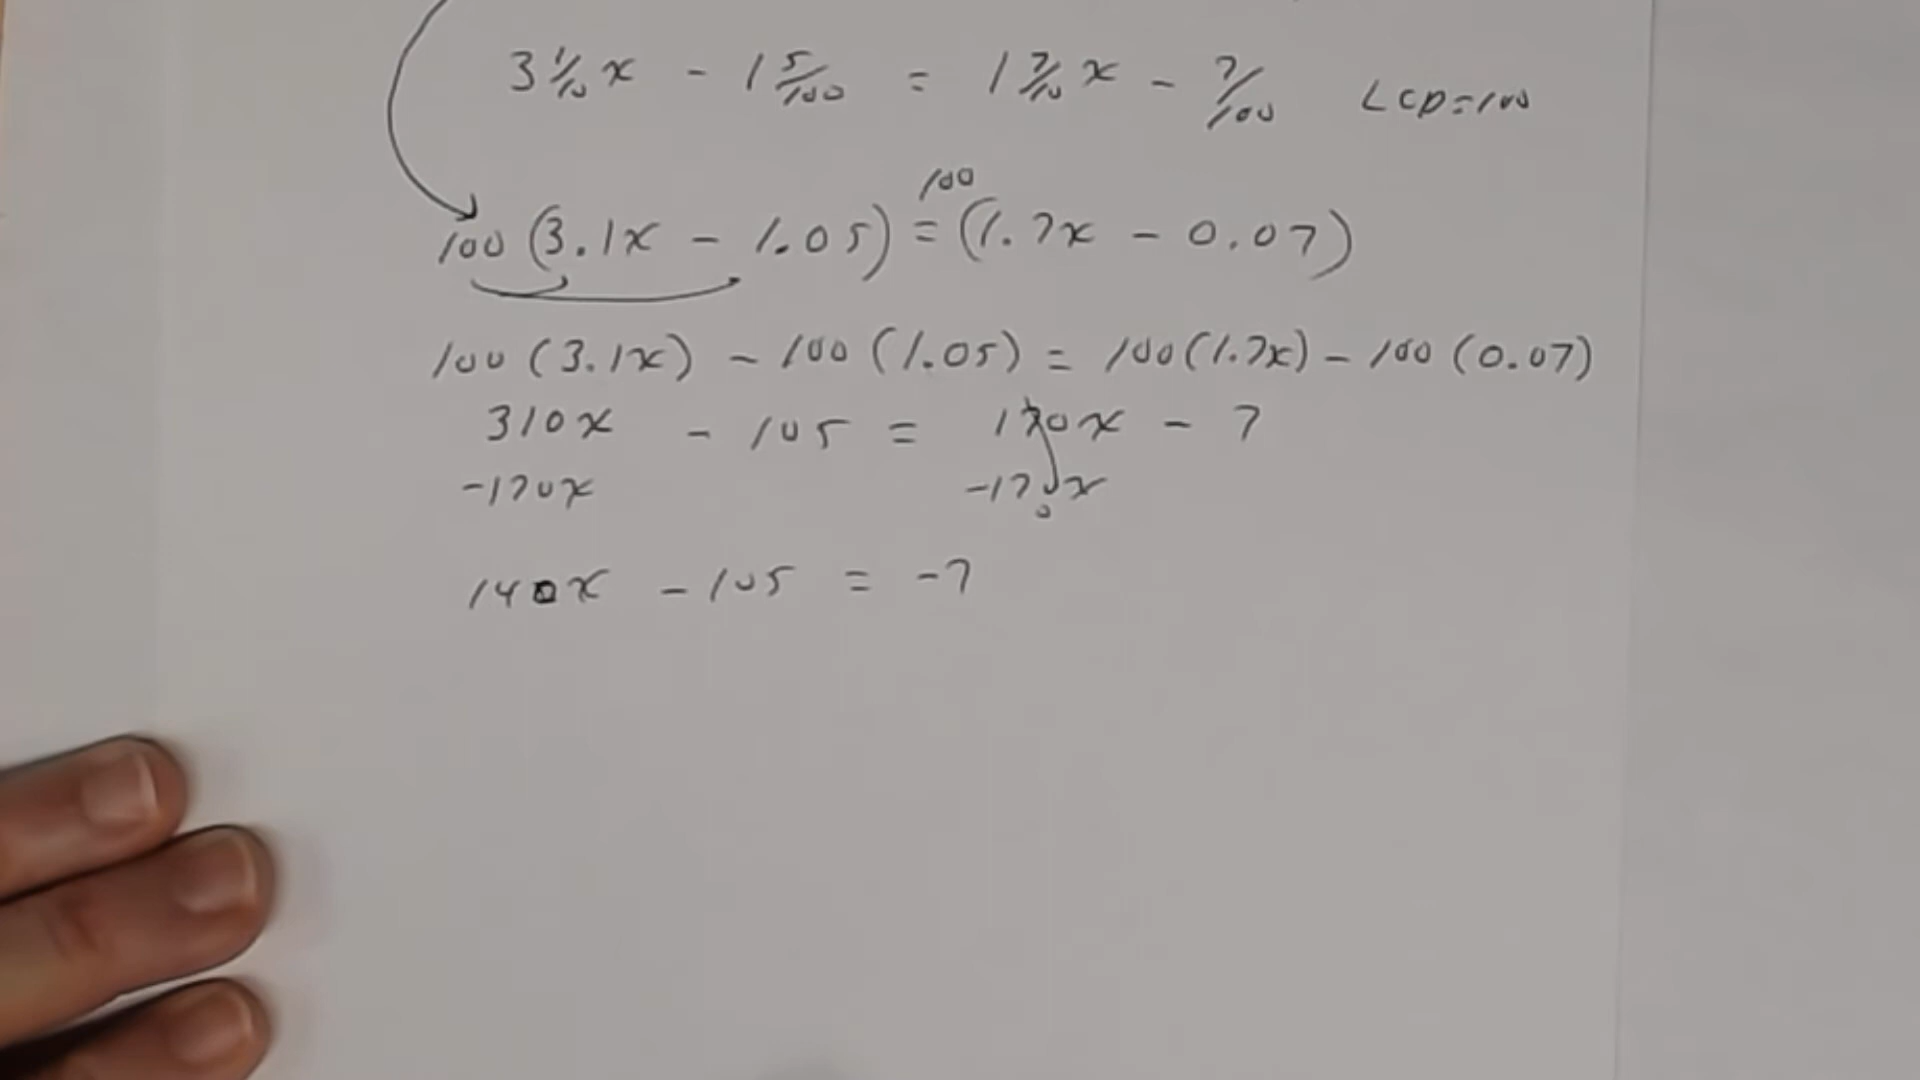 3 1/10 x - 1 5/100 = 1 7/10 x - 7/100 LCD=100
100
100 (3.1x - 1.05) = (1.7x - 0.07)
100 (3.1x) - 100 (1.05) = 100 (1.7x) - 100 (0.07)
310x - 105 = 170x - 7
-170x -170x
0
140x - 105 = -7